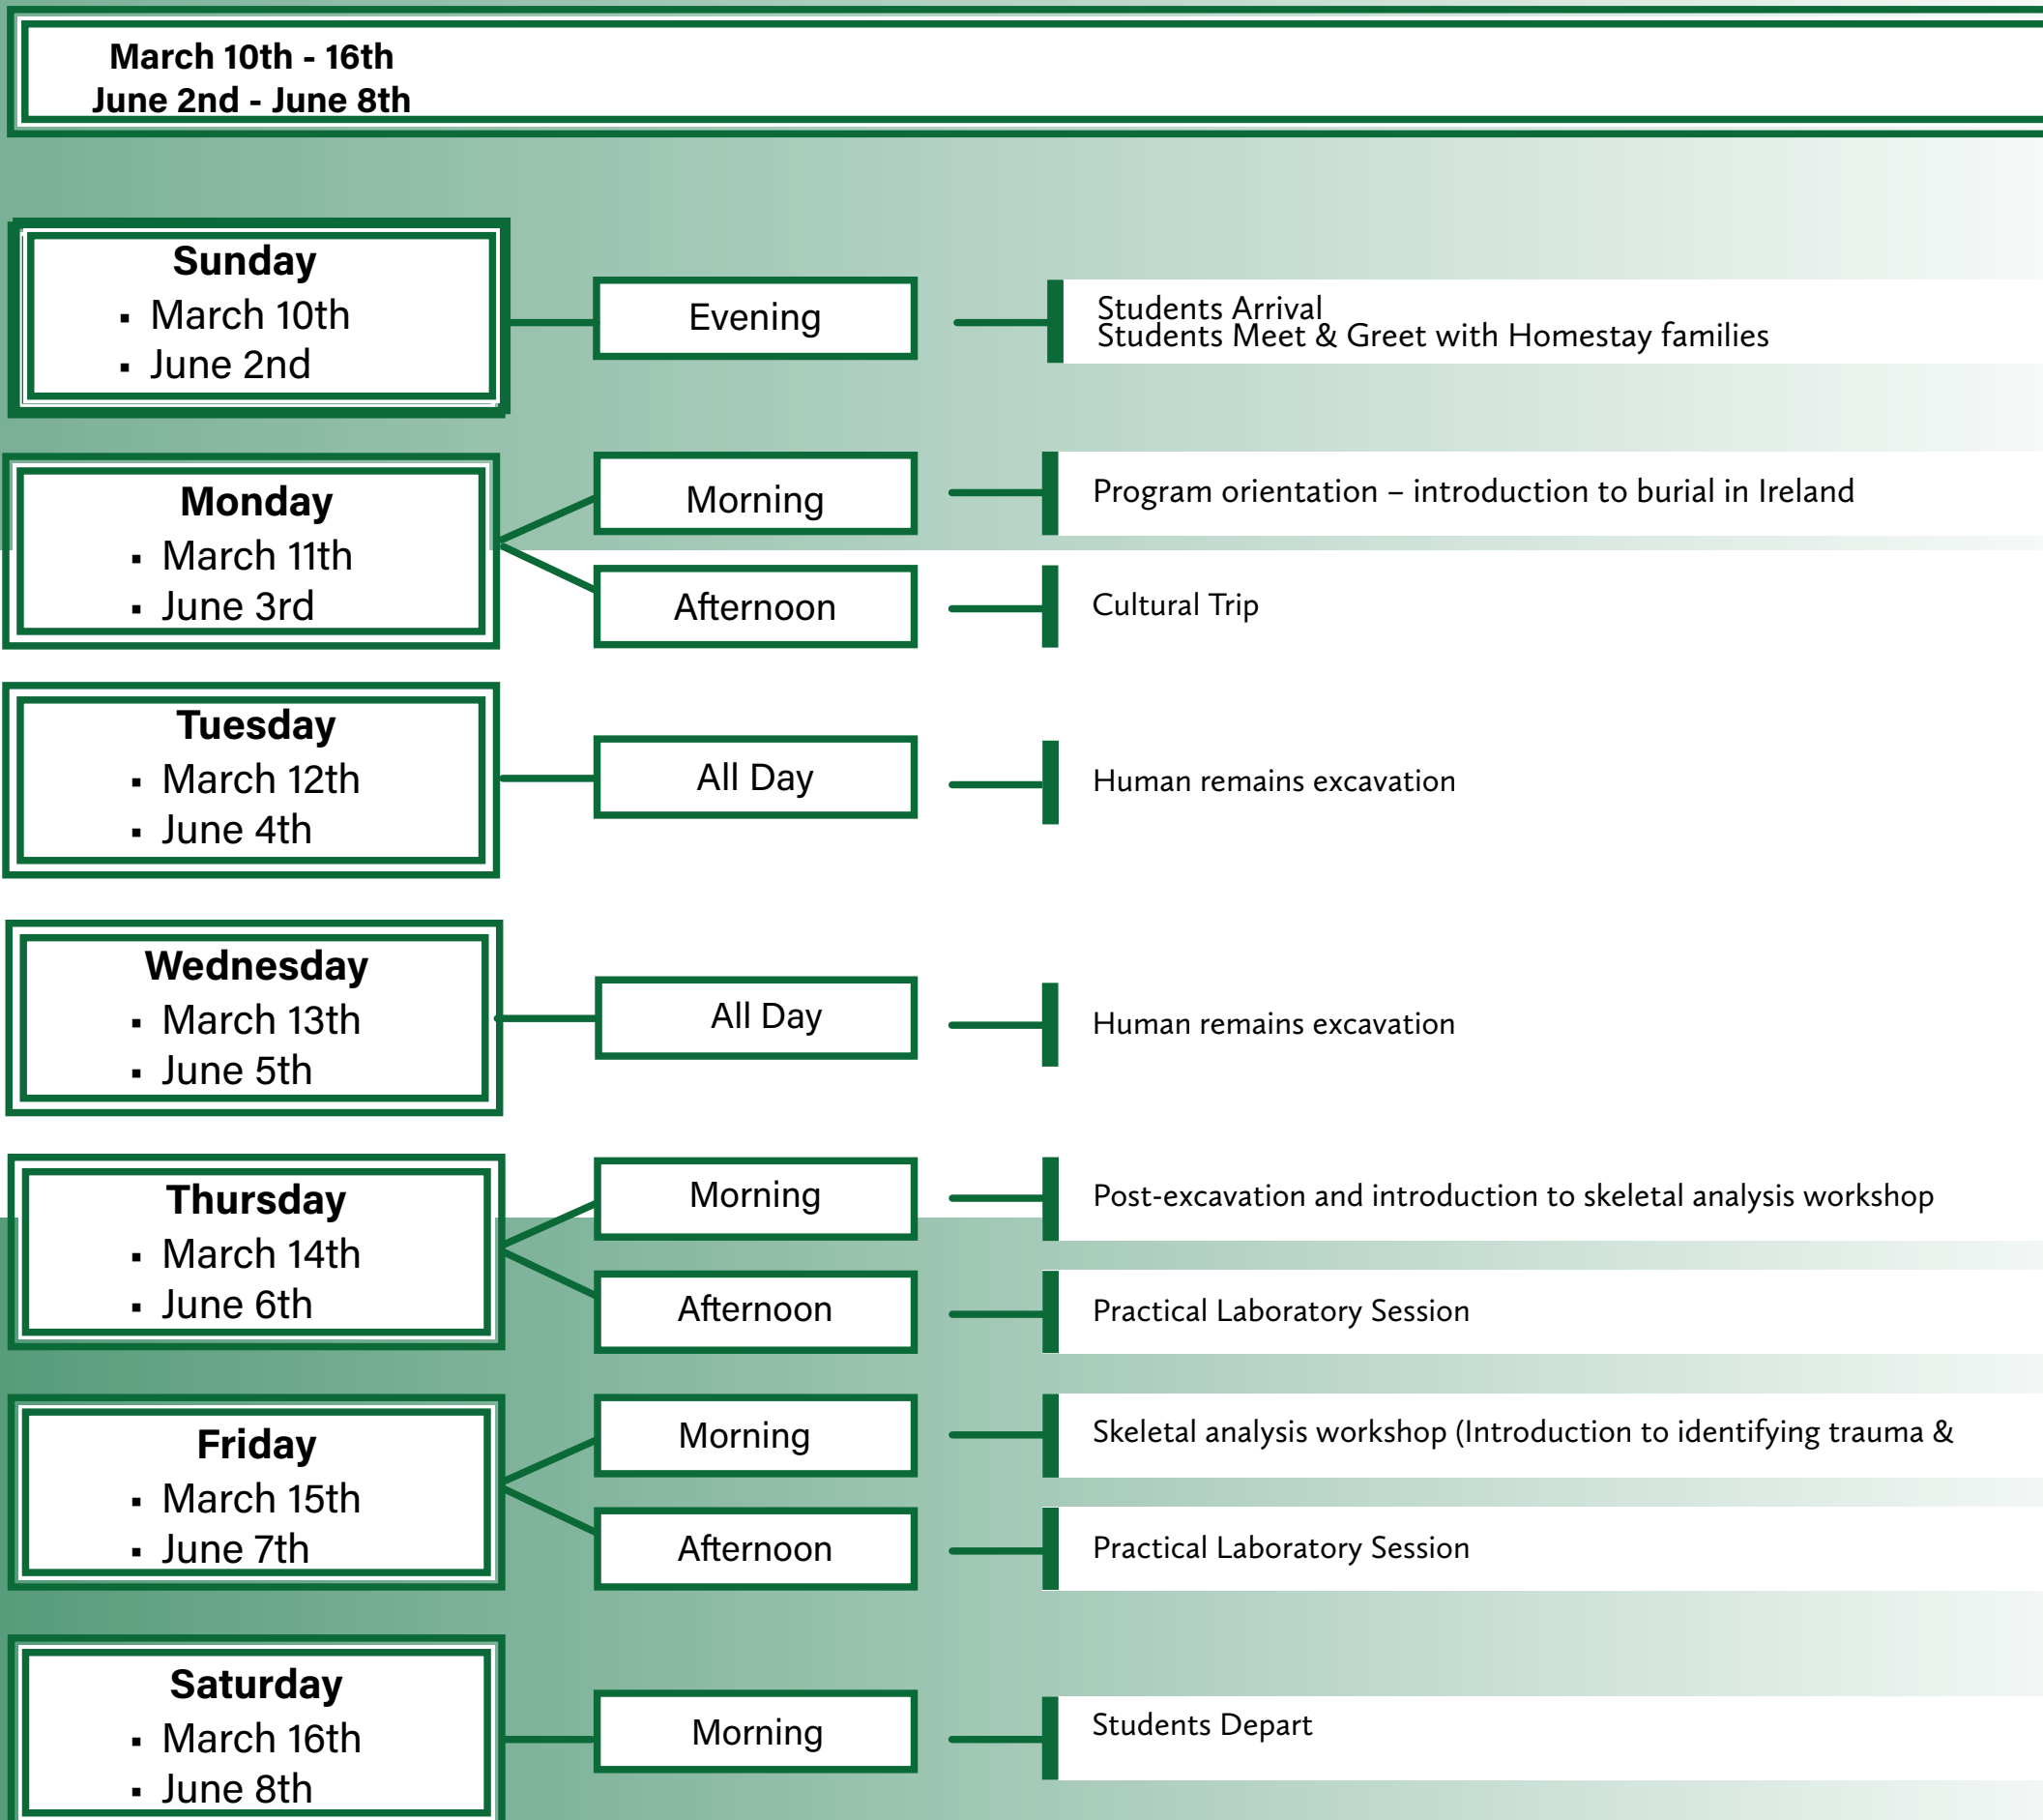 March 10th - 16th
June 2nd - June 8th
Sunday
▪ March 10th
▪ June 2nd
Evening
Students Arrival
Students Meet & Greet with Homestay families
Monday
▪ March 11th
▪ June 3rd
Morning
Program orientation – introduction to burial in Ireland
Afternoon
Cultural Trip
Tuesday
▪ March 12th
▪ June 4th
All Day
Human remains excavation
Wednesday
▪ March 13th
▪ June 5th
All Day
Human remains excavation
Thursday
▪ March 14th
▪ June 6th
Morning
Post-excavation and introduction to skeletal analysis workshop
Afternoon
Practical Laboratory Session
Friday
▪ March 15th
▪ June 7th
Morning
Skeletal analysis workshop (Introduction to identifying trauma &
Afternoon
Practical Laboratory Session
Saturday
▪ March 16th
▪ June 8th
Morning
Students Depart